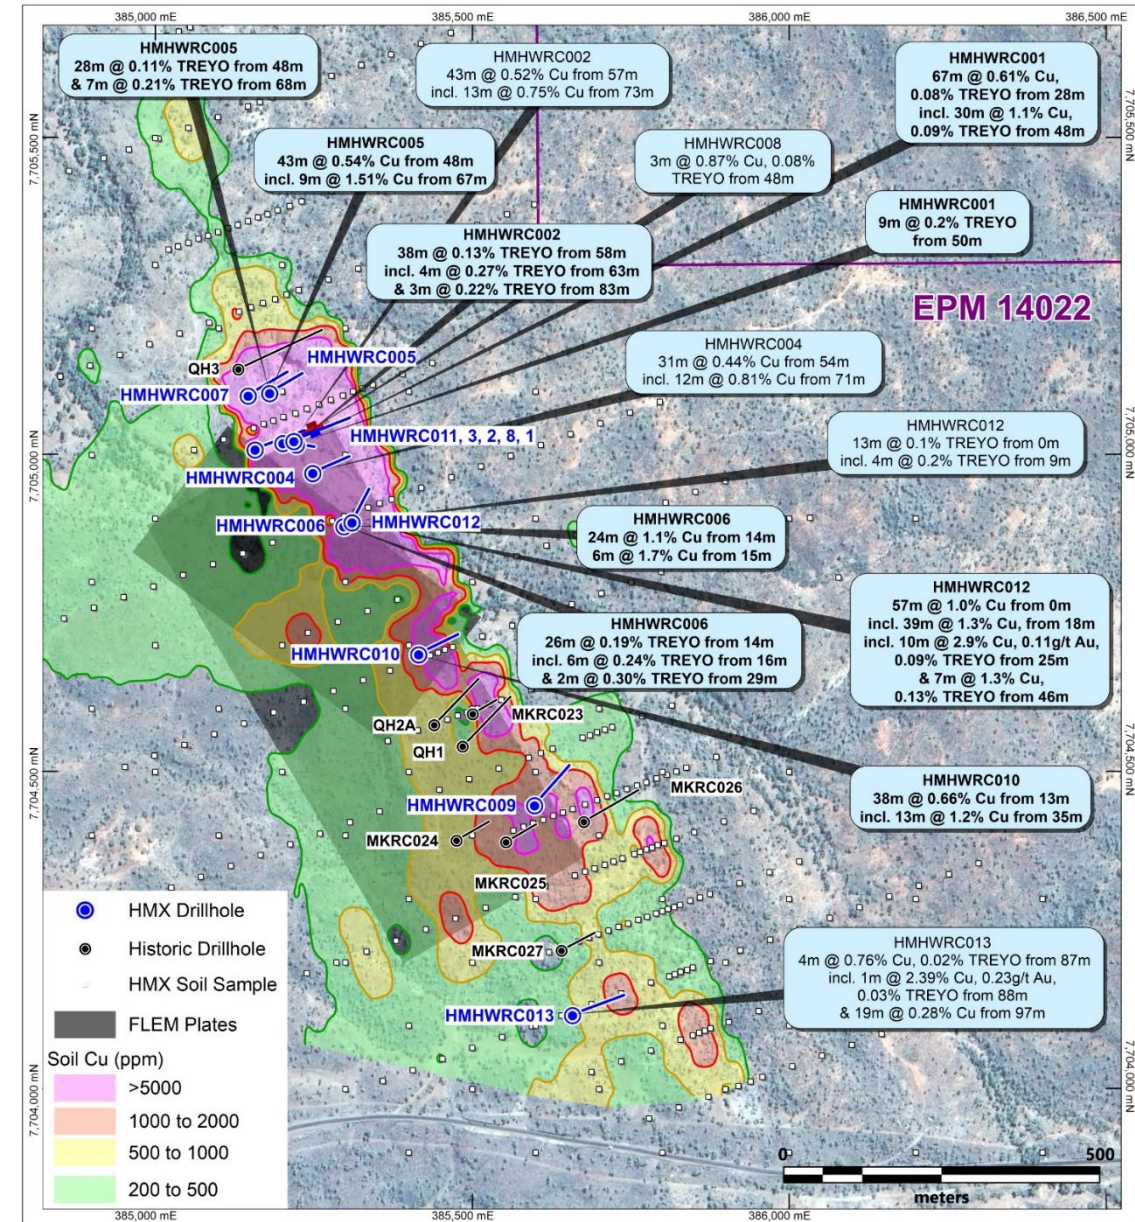 385,000 mE
385,500 mE
386,000 mE
386,500 mE
HMHWRC005
28m @ 0.11% TREYO from 48m
& 7m @ 0.21% TREYO from 68m
HMHWRC002
43m @ 0.52% Cu from 57m
incl. 13m @ 0.75% Cu from 73m
HMHWRC001
67m @ 0.61% Cu,
0.08% TREYO from 28m
incl. 30m @ 1.1% Cu,
0.09% TREYO from 48m
7,705,500 mN
7,705,500 mN
HMHWRC005
43m @ 0.54% Cu from 48m
incl. 9m @ 1.51% Cu from 67m
HMHWRC008
3m @ 0.87% Cu, 0.08%
TREYO from 48m
HMHWRC001
9m @ 0.2% TREYO
from 50m
HMHWRC002
38m @ 0.13% TREYO from 58m
incl. 4m @ 0.27% TREYO from 63m
& 3m @ 0.22% TREYO from 83m
EPM 14022
HMHWRC004
31m @ 0.44% Cu from 54m
incl. 12m @ 0.81% Cu from 71m
QH3
HMHWRC005
HMHWRC007
HMHWRC011, 3, 2, 8, 1
7,705,000 mN
7,705,000 mN
HMHWRC004
HMHWRC012
13m @ 0.1% TREYO from 0m
incl. 4m @ 0.2% TREYO from 9m
HMHWRC006
HMHWRC012
HMHWRC006
24m @ 1.1% Cu from 14m
6m @ 1.7% Cu from 15m
HMHWRC012
57m @ 1.0% Cu from 0m
incl. 39m @ 1.3% Cu, from 18m
incl. 10m @ 2.9% Cu, 0.11g/t Au,
0.09% TREYO from 25m
& 7m @ 1.3% Cu,
0.13% TREYO from 46m
HMHWRC006
26m @ 0.19% TREYO from 14m
incl. 6m @ 0.24% TREYO from 16m
& 2m @ 0.30% TREYO from 29m
HMHWRC010
QH2A
MKRC023
QH1
7,704,500 mN
7,704,500 mN
HMHWRC010
38m @ 0.66% Cu from 13m
incl. 13m @ 1.2% Cu from 35m
HMHWRC009
MKRC026
MKRC024
MKRC025
MKRC027
HMHWRC013
4m @ 0.76% Cu, 0.02% TREYO from 87m
incl. 1m @ 2.39% Cu, 0.23g/t Au,
0.03% TREYO from 88m
& 19m @ 0.28% Cu from 97m
HMHWRC013
HMX Drillhole
Historic Drillhole
HMX Soil Sample
FLEM Plates
Soil Cu (ppm)
>5000
1000 to 2000
500 to 1000
200 to 500
7,704,000 mN
7,704,000 mN
0
500
meters
385,000 mE
385,500 mE
386,000 mE